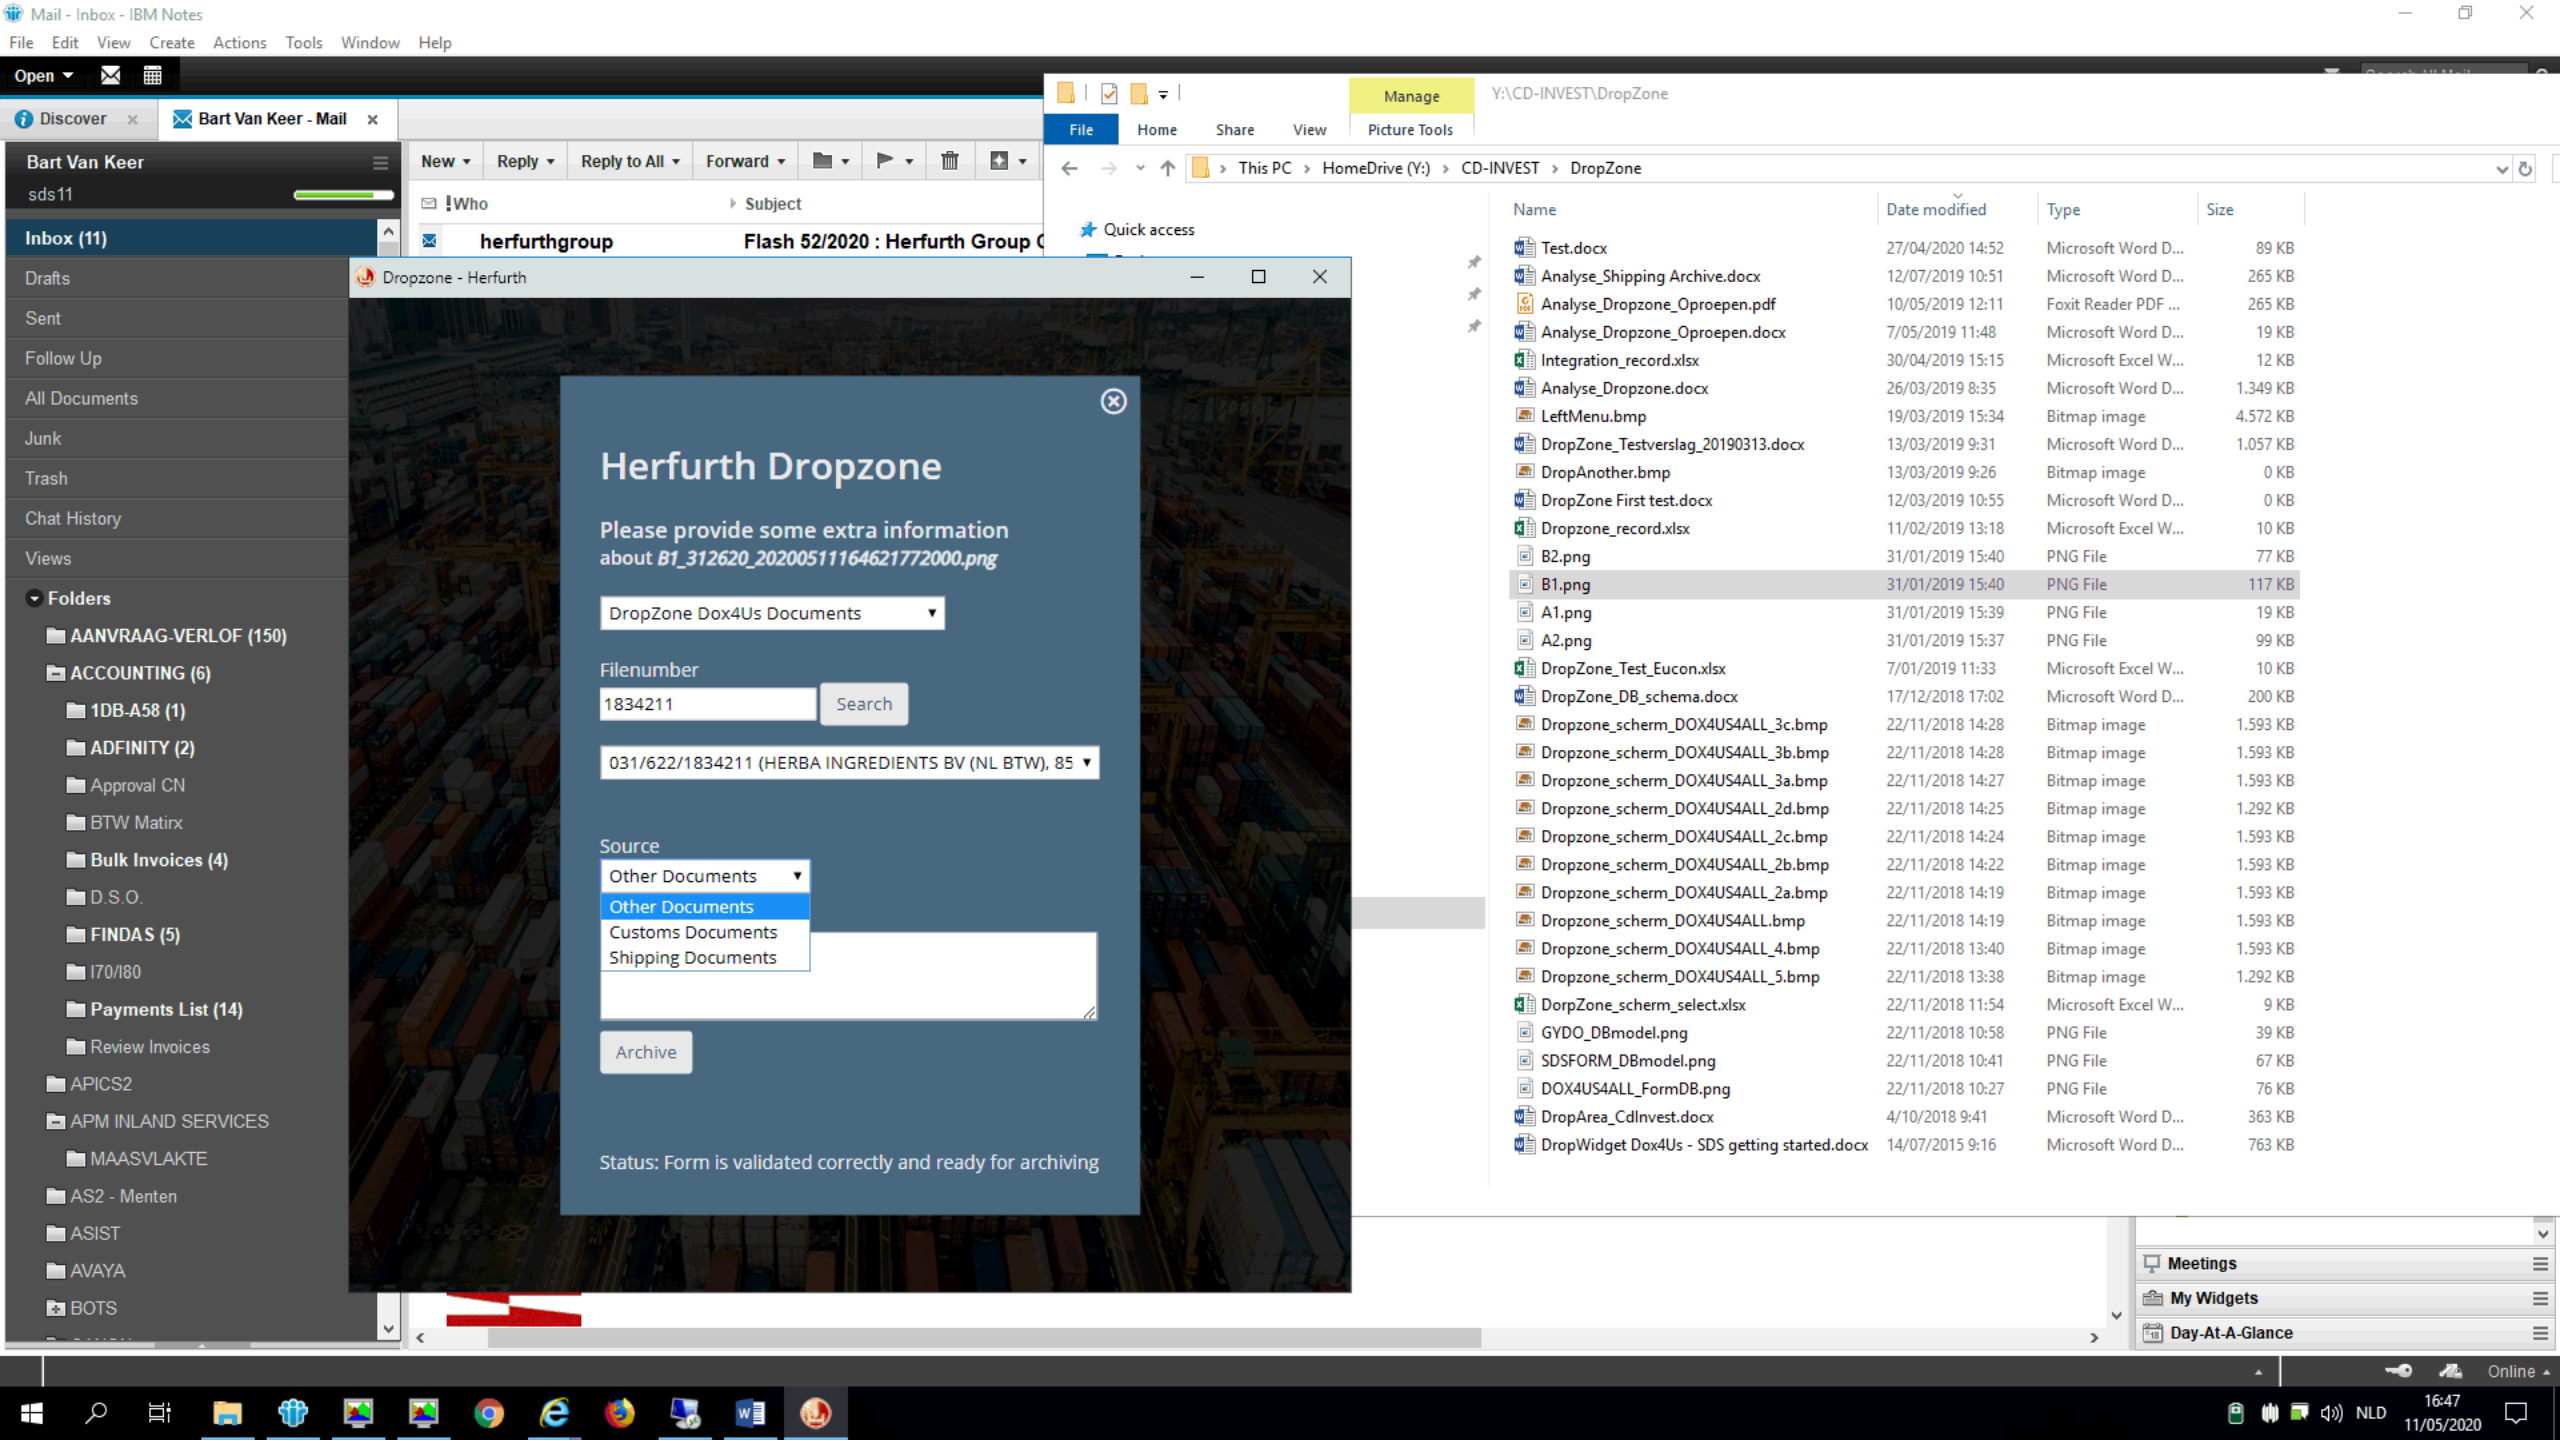 Mail - Inbox - IBM Notes
File Edit View Create Actions Tools Window Help
Open
Discover
Bart Van Keer - Mail
Bart Van Keer
sds11
Inbox (11)
Drafts
Sent
Follow Up
All Documents
Junk
Trash
Chat History
Views
Folders
AANVRAAG-VERLOF (150)
ACCOUNTING (6)
1DB-A58 (1)
ADFINITY (2)
Approval CN
BTW Matirx
Bulk Invoices (4)
D.S.O.
FINDAS (5)
I70/I80
Payments List (14)
Review Invoices
APICS2
APM INLAND SERVICES
MAASVLAKTE
AS2 - Menten
ASIST
AVAYA
BOTS
New Reply Reply to All Forward
!Who Subject
herfurthgroup Flash 52/2020 : Herfurth Group
Dropzone - Herfurth
Herfurth Dropzone
Please provide some extra information
about B1_312620_20200511164621772000.png
DropZone Dox4Us Documents
Filenumber
1834211 Search
031/622/1834211 (HERBA INGREDIENTS BV (NL BTW), 85
Source
Other Documents
Other Documents
Customs Documents
Shipping Documents
Archive
Status: Form is validated correctly and ready for archiving
Manage Y:\CD-INVEST\DropZone
File Home Share View Picture Tools
This PC HomeDrive (Y:) CD-INVEST DropZone
Quick access
Name Date modified Type Size
Test.docx 27/04/2020 14:52 Microsoft Word D... 89 KB
Analyse_Shipping Archive.docx 12/07/2019 10:51 Microsoft Word D... 265 KB
Analyse_Dropzone_Oproepen.pdf 10/05/2019 12:11 Foxit Reader PDF ... 265 KB
Analyse_Dropzone_Oproepen.docx 7/05/2019 11:48 Microsoft Word D... 19 KB
Integration_record.xlsx 30/04/2019 15:15 Microsoft Excel W... 12 KB
Analyse_Dropzone.docx 26/03/2019 8:35 Microsoft Word D... 1.349 KB
LeftMenu.bmp 19/03/2019 15:34 Bitmap image 4.572 KB
DropZone_Testverslag_20190313.docx 13/03/2019 9:31 Microsoft Word D... 1.057 KB
DropAnother.bmp 13/03/2019 9:26 Bitmap image 0 KB
DropZone First test.docx 12/03/2019 10:55 Microsoft Word D... 0 KB
Dropzone_record.xlsx 11/02/2019 13:18 Microsoft Excel W... 10 KB
B2.png 31/01/2019 15:40 PNG File 77 KB
B1.png 31/01/2019 15:40 PNG File 117 KB
A1.png 31/01/2019 15:39 PNG File 19 KB
A2.png 31/01/2019 15:37 PNG File 99 KB
DropZone_Test_Eucon.xlsx 7/01/2019 11:33 Microsoft Excel W... 10 KB
DropZone_DB_schema.docx 17/12/2018 17:02 Microsoft Word D... 200 KB
Dropzone_scherm_DOX4US4ALL_3c.bmp 22/11/2018 14:28 Bitmap image 1.593 KB
Dropzone_scherm_DOX4US4ALL_3b.bmp 22/11/2018 14:28 Bitmap image 1.593 KB
Dropzone_scherm_DOX4US4ALL_3a.bmp 22/11/2018 14:27 Bitmap image 1.593 KB
Dropzone_scherm_DOX4US4ALL_2d.bmp 22/11/2018 14:25 Bitmap image 1.292 KB
Dropzone_scherm_DOX4US4ALL_2c.bmp 22/11/2018 14:24 Bitmap image 1.593 KB
Dropzone_scherm_DOX4US4ALL_2b.bmp 22/11/2018 14:22 Bitmap image 1.593 KB
Dropzone_scherm_DOX4US4ALL_2a.bmp 22/11/2018 14:19 Bitmap image 1.593 KB
Dropzone_scherm_DOX4US4ALL.bmp 22/11/2018 14:19 Bitmap image 1.593 KB
Dropzone_scherm_DOX4US4ALL_4.bmp 22/11/2018 13:40 Bitmap image 1.593 KB
Dropzone_scherm_DOX4US4ALL_5.bmp 22/11/2018 13:38 Bitmap image 1.292 KB
DorpZone_scherm_select.xlsx 22/11/2018 11:54 Microsoft Excel W... 9 KB
GYDO_DBmodel.png 22/11/2018 10:58 PNG File 39 KB
SDSFORM_DBmodel.png 22/11/2018 10:41 PNG File 67 KB
DOX4US4ALL_FormDB.png 22/11/2018 10:27 PNG File 76 KB
DropArea_CdInvest.docx 4/10/2018 9:41 Microsoft Word D... 363 KB
DropWidget Dox4Us - SDS getting started.docx 14/07/2015 9:16 Microsoft Word D... 763 KB
Meetings
My Widgets
Day-At-A-Glance
Online
NLD 16:47
11/05/2020